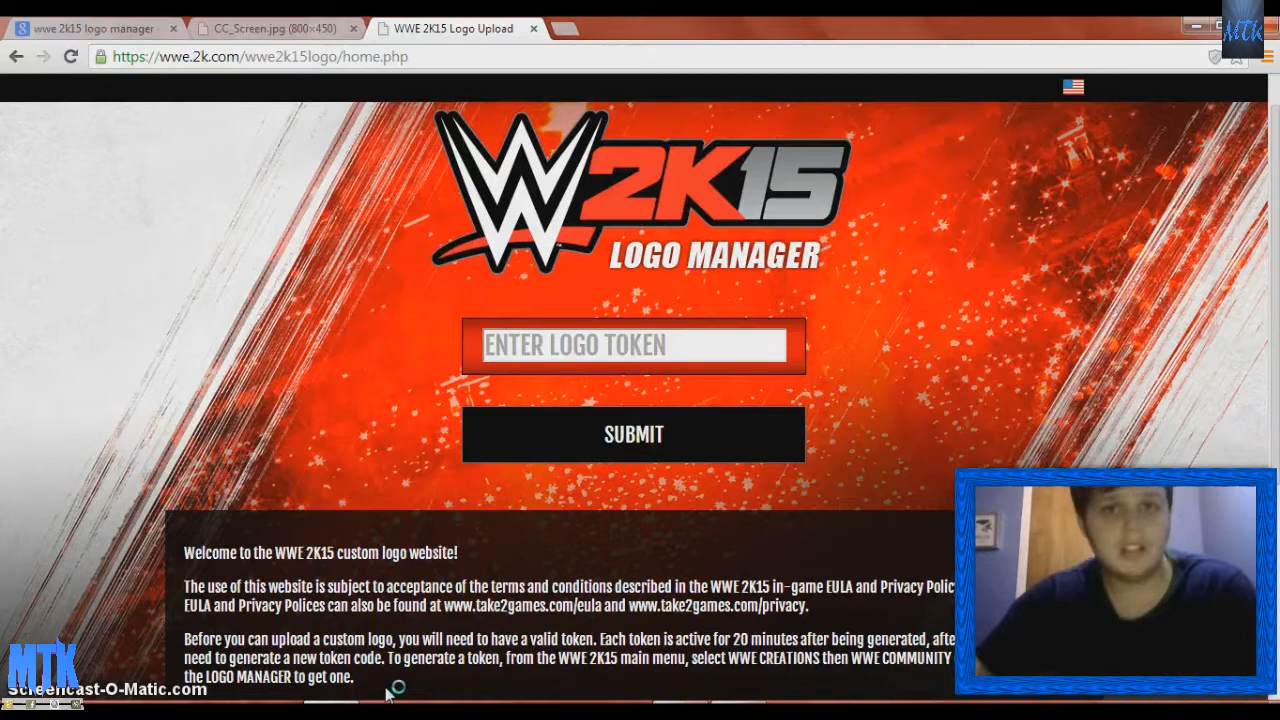 wwe 2k15 logo manager
CC_Screen.jpg (800×450)
WWE 2K15 Logo Upload
MTK
https://wwe.2k.com/wwe2k15logo/home.php
W 2K15
LOGO MANAGER
ENTER LOGO TOKEN
SUBMIT
Welcome to the WWE 2K15 custom logo website!
The use of this website is subject to acceptance of the terms and conditions described in the WWE 2K15 in-game EULA and Privacy Polic
EULA and Privacy Polices can also be found at www.take2games.com/eula and www.take2games.com/privacy.
Before you can upload a custom logo, you will need to have a valid token. Each token is active for 20 minutes after being generated, afte
need to generate a new token code. To generate a token, from the WWE 2K15 main menu, select WWE CREATIONS then WWE COMMUNITY
the LOGO MANAGER to get one.
MTK
Screencast-O-Matic.com